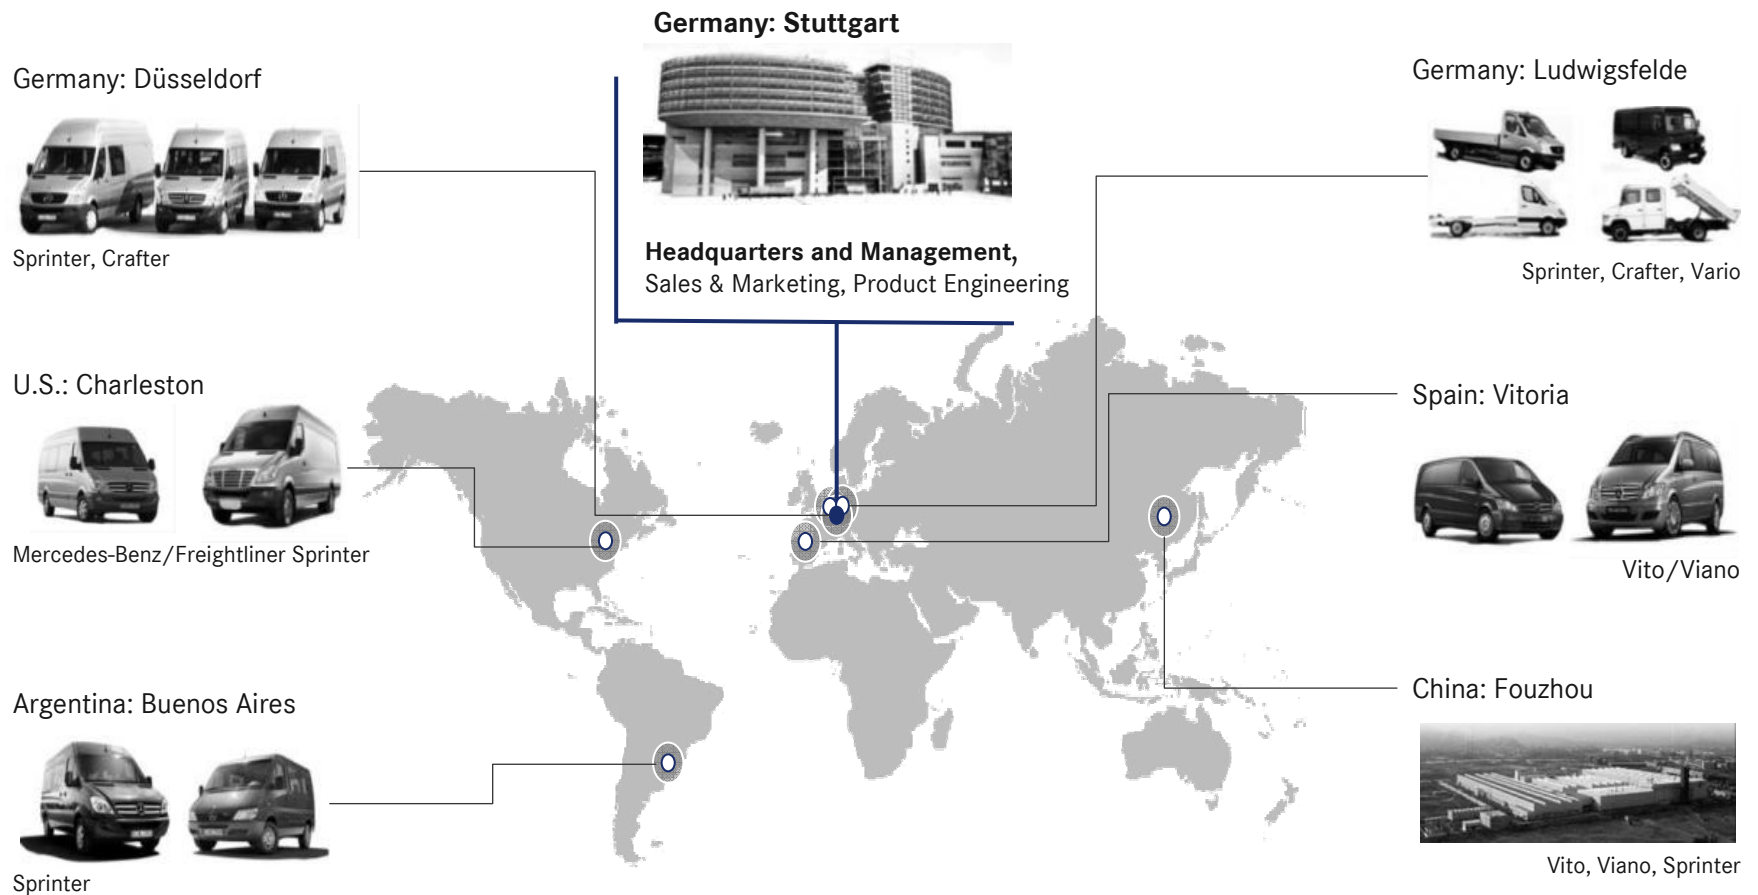 Germany: Stuttgart
Headquarters and Management,
Sales & Marketing, Product Engineering
Germany: Düsseldorf
Sprinter, Crafter
U.S.: Charleston
Mercedes-Benz/Freightliner Sprinter
Argentina: Buenos Aires
Sprinter
Germany: Ludwigsfelde
Sprinter, Crafter, Vario
Spain: Vitoria
Vito/Viano
China: Fouzhou
Vito, Viano, Sprinter